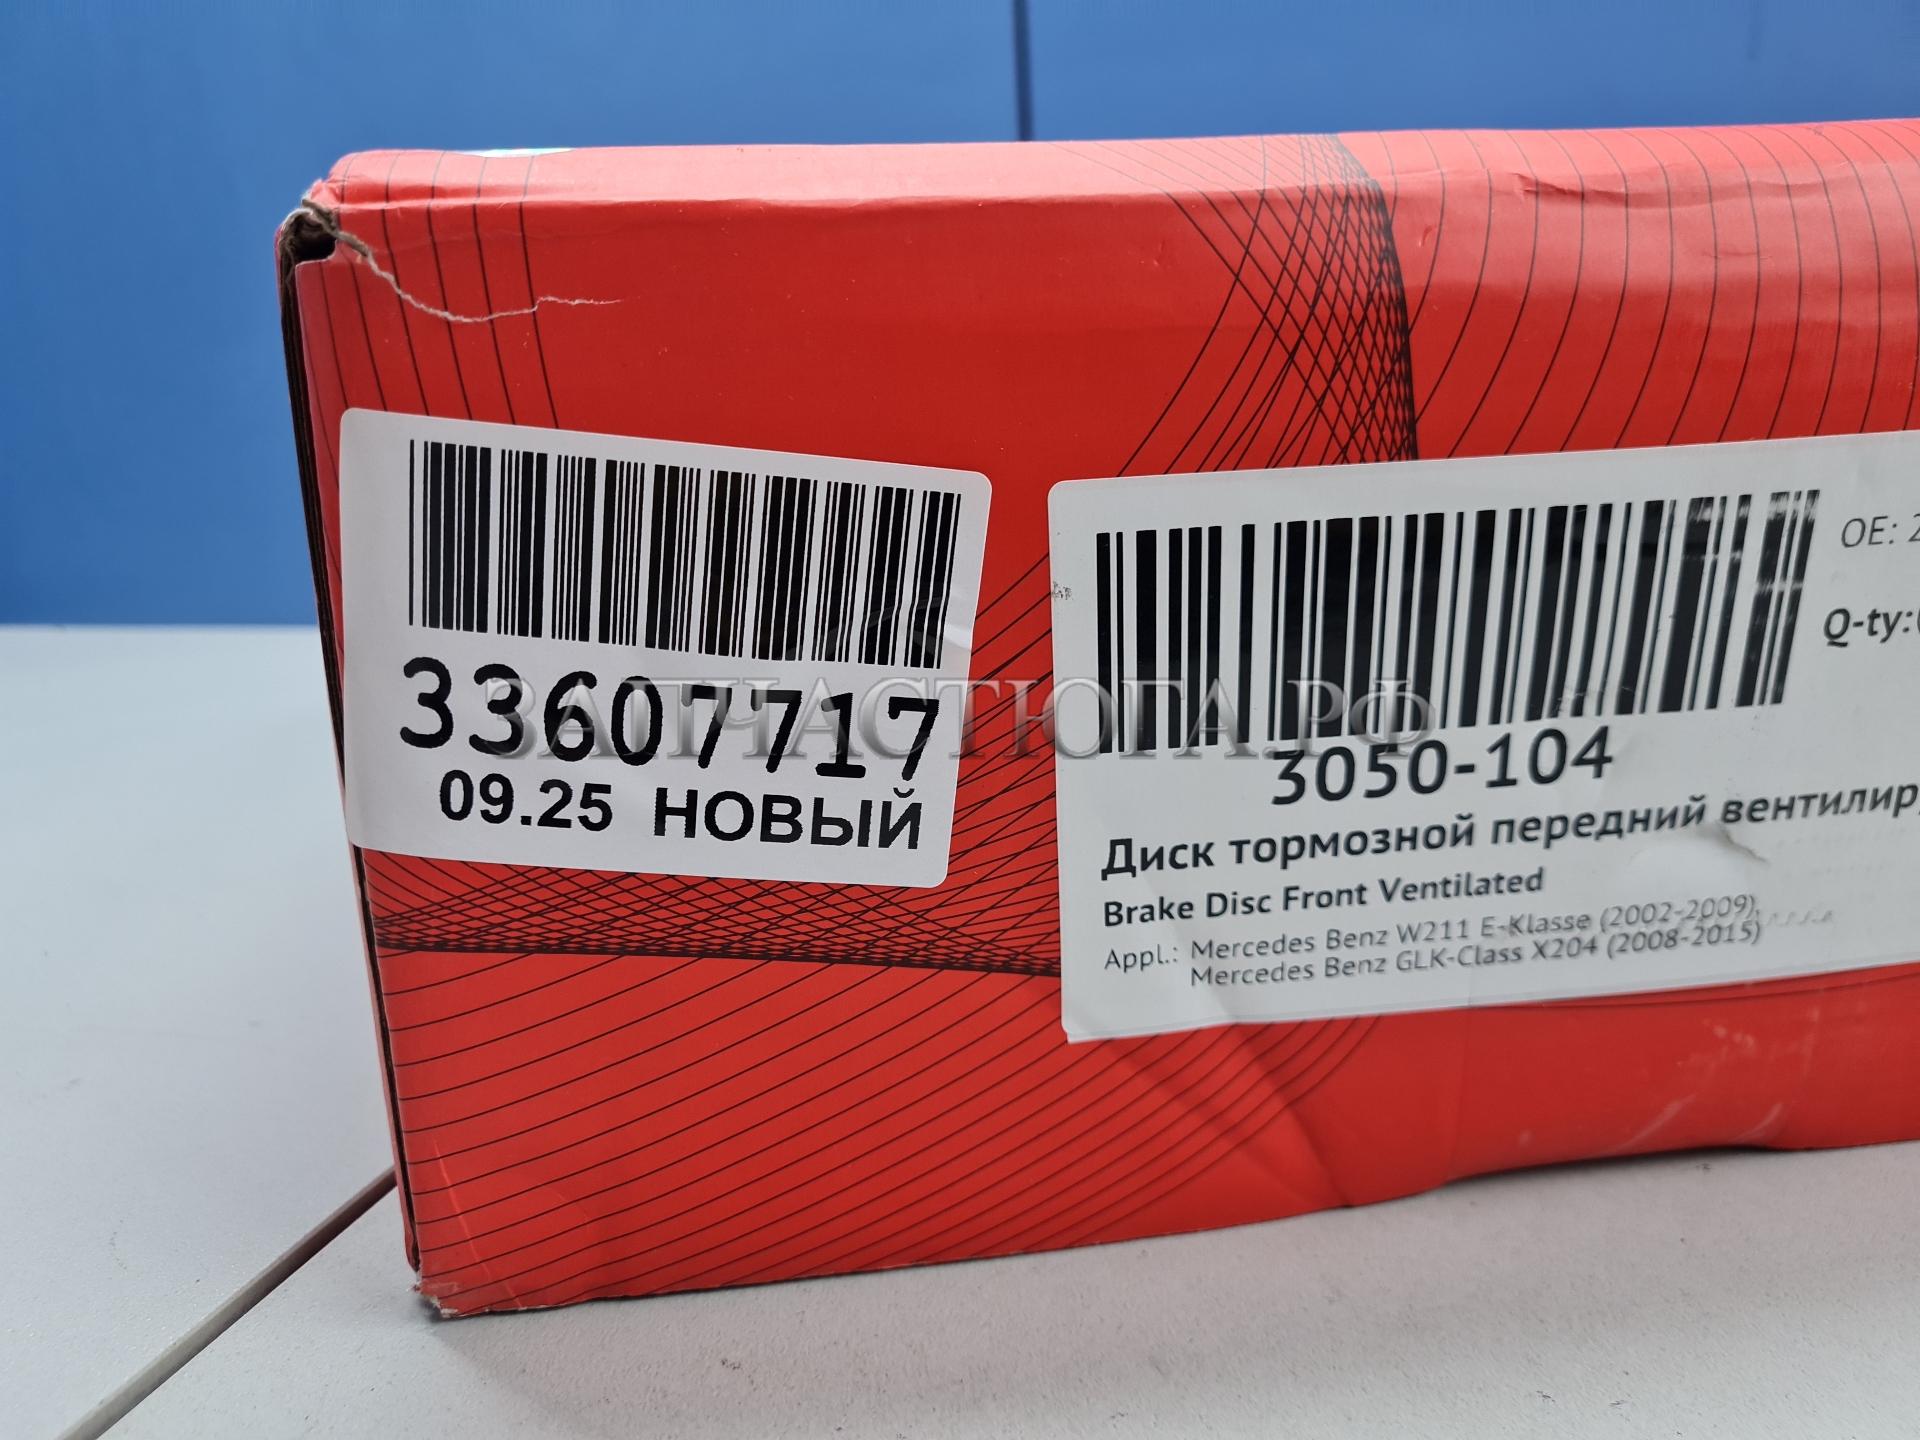 33607717
09.25 НОВЫЙ
ЗАПЧАСТЮГА.РФ
OE: 2
Q-ty:
3050-104
Диск тормозной передний вентилир
Brake Disc Front Ventilated
Appl.: Mercedes Benz W211 E-Klasse (2002-2009),
Mercedes Benz GLK-Class X204 (2008-2015)